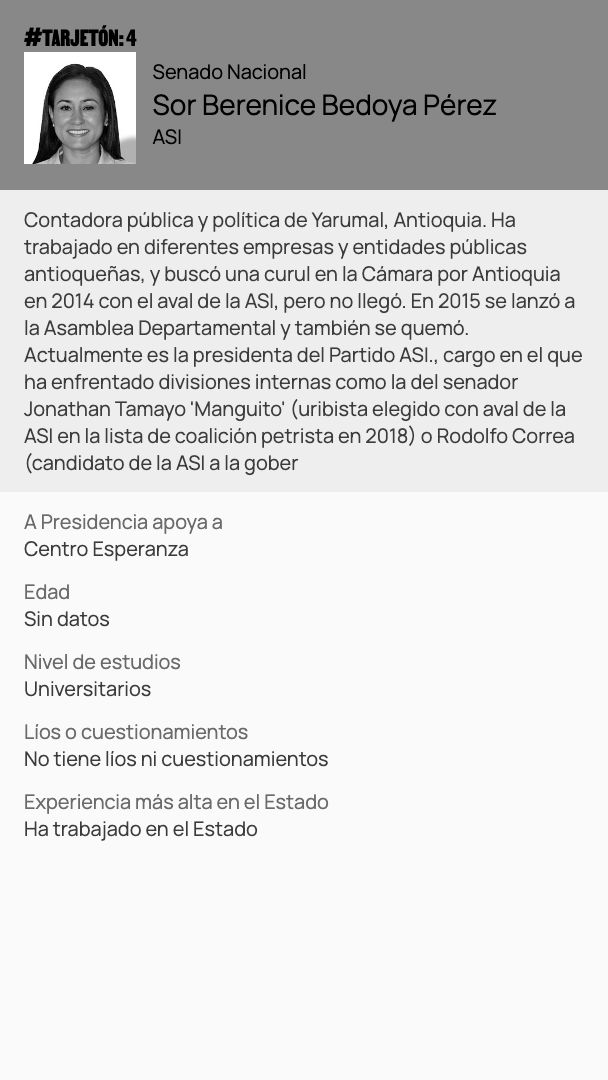 #TARJETÓN: 4
Senado Nacional
Sor Berenice Bedoya Pérez
ASI
Contadora pública y política de Yarumal, Antioquia. Ha
trabajado en diferentes empresas y entidades públicas
antioqueñas, y buscó una curul en la Cámara por Antioquia
en 2014 con el aval de la ASI, pero no llegó. En 2015 se lanzó a
la Asamblea Departamental y también se quemó.
Actualmente es la presidenta del Partido ASI., cargo en el que
ha enfrentado divisiones internas como la del senador
Jonathan Tamayo 'Manguito' (uribista elegido con aval de la
ASI en la lista de coalición petrista en 2018) o Rodolfo Correa
(candidato de la ASI a la gober
A Presidencia apoya a
Centro Esperanza
Edad
Sin datos
Nivel de estudios
Universitarios
Líos o cuestionamientos
No tiene líos ni cuestionamientos
Experiencia más alta en el Estado
Ha trabajado en el Estado